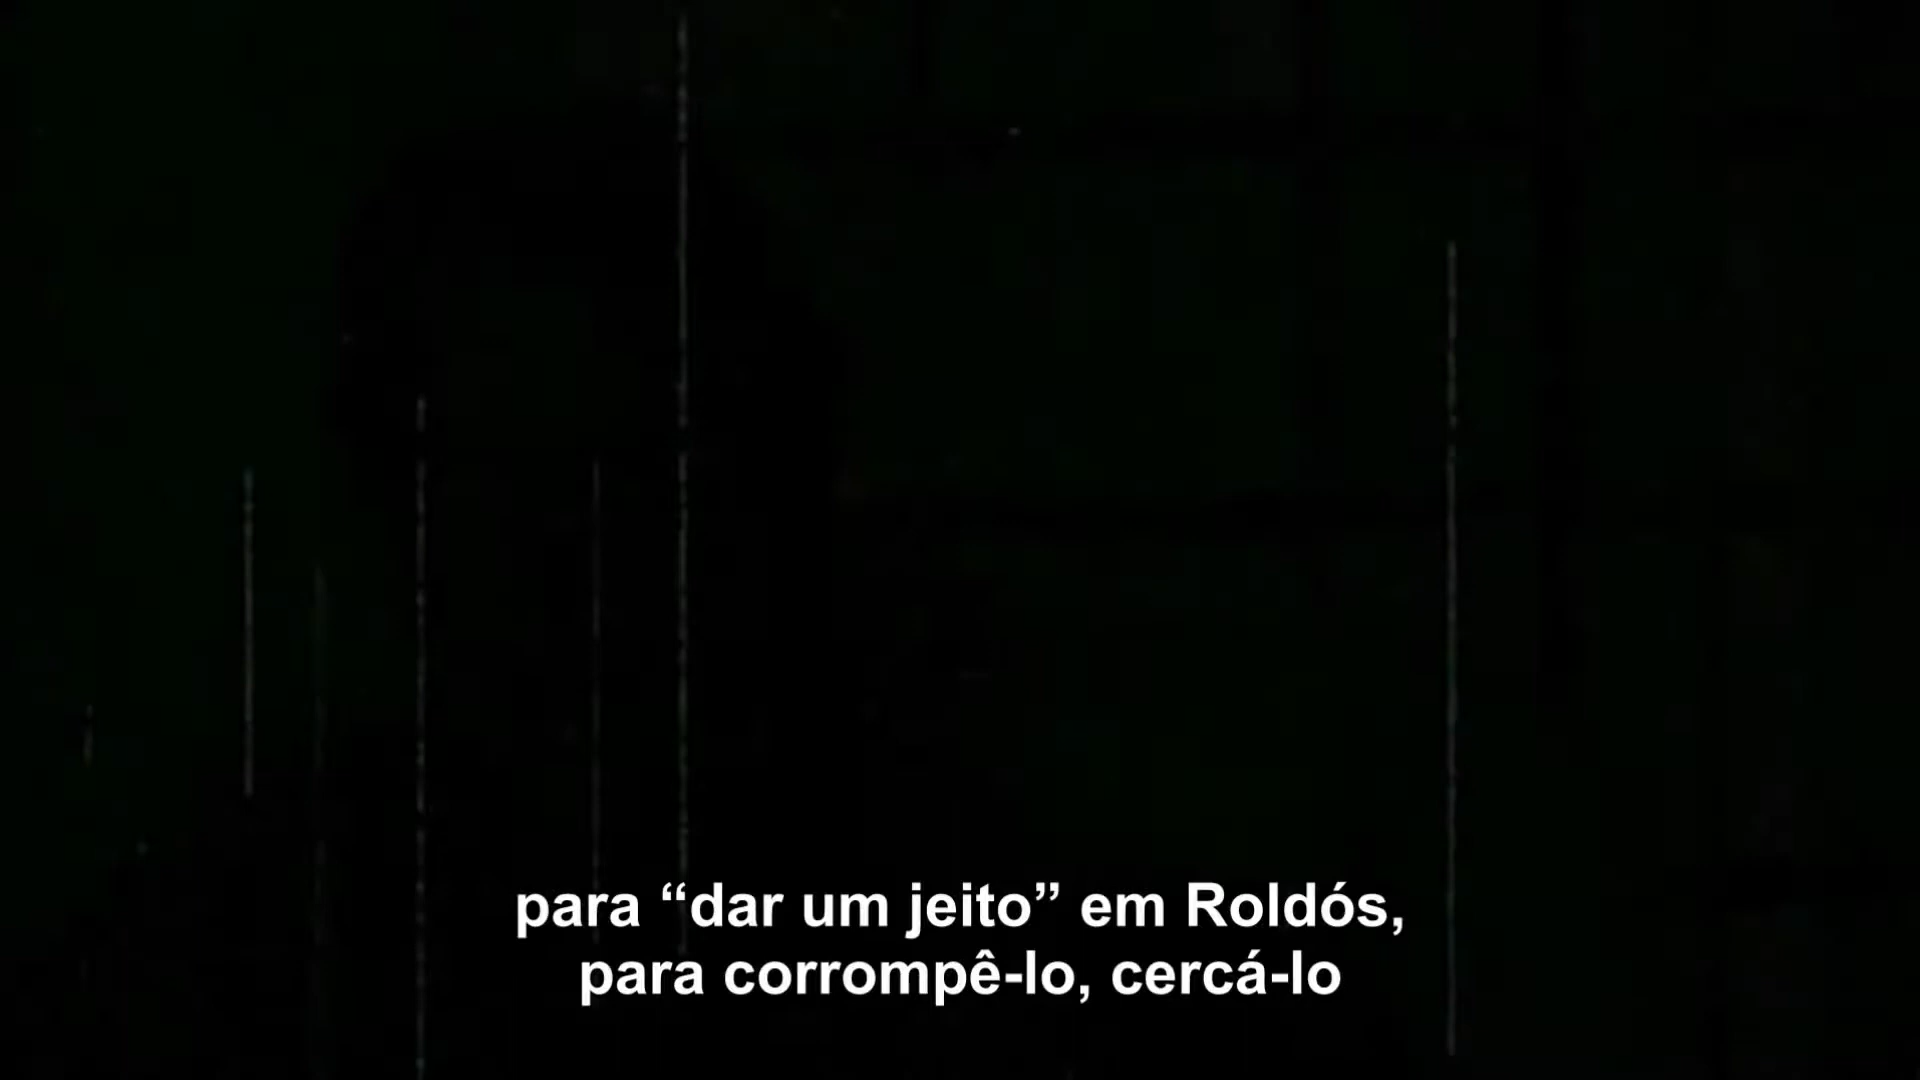 para “dar um jeito” em Roldós,
para corrompê-lo, cercá-lo